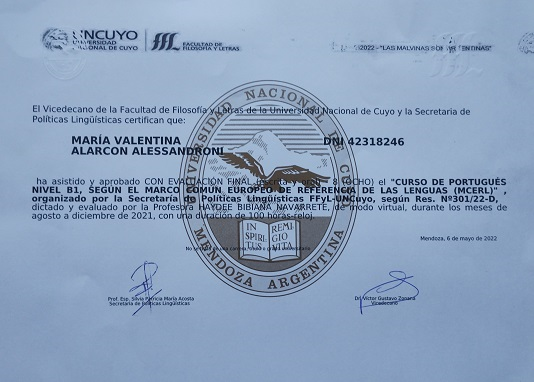 UNCUYO
UNIVERSIDAD
NACIONAL DE CUYO
FACULTAD DE
FILOSOFÍA Y LETRAS
2022 -"LAS MALVINAS SON ARGENTINAS"
El Vicedecano de la Facultad de Filosofía y Letras de la Universidad Nacional de Cuyo y la Secretaria de
Políticas Lingüísticas certifican que:
MARÍA VALENTINA DNI 42318246
ALARCON ALESSANDRONI
ha asistido y aprobado CON EVALUACIÓN FINAL 8 (OCHO) el "CURSO DE PORTUGUÉS
NIVEL B1, SEGÚN EL MARCO COMÚN EUROPEO DE REFERENCIA DE LAS LENGUAS (MCERL)" ,
organizado por la Secretaría de Políticas Lingüísticas FFyL-UNCuyo, según Res. Nº301/22-D,
dictado y evaluado por la Profesora HAYDÉE BIBIANA NAVARRETE, de modo virtual, durante los meses de
agosto a diciembre de 2021, con una duración de 100 horas-reloj.
Mendoza, 6 de mayo de 2022
UNIVERSIDAD NACIONAL DE CUYO
MENDOZA ARGENTINA
IN SPIRITUS REMIGIO VITA
Prof. Esp. Silvia Patricia María Acosta
Secretaria de Políticas Lingüísticas
Dr. Víctor Gustavo Zonana
Vicedecano